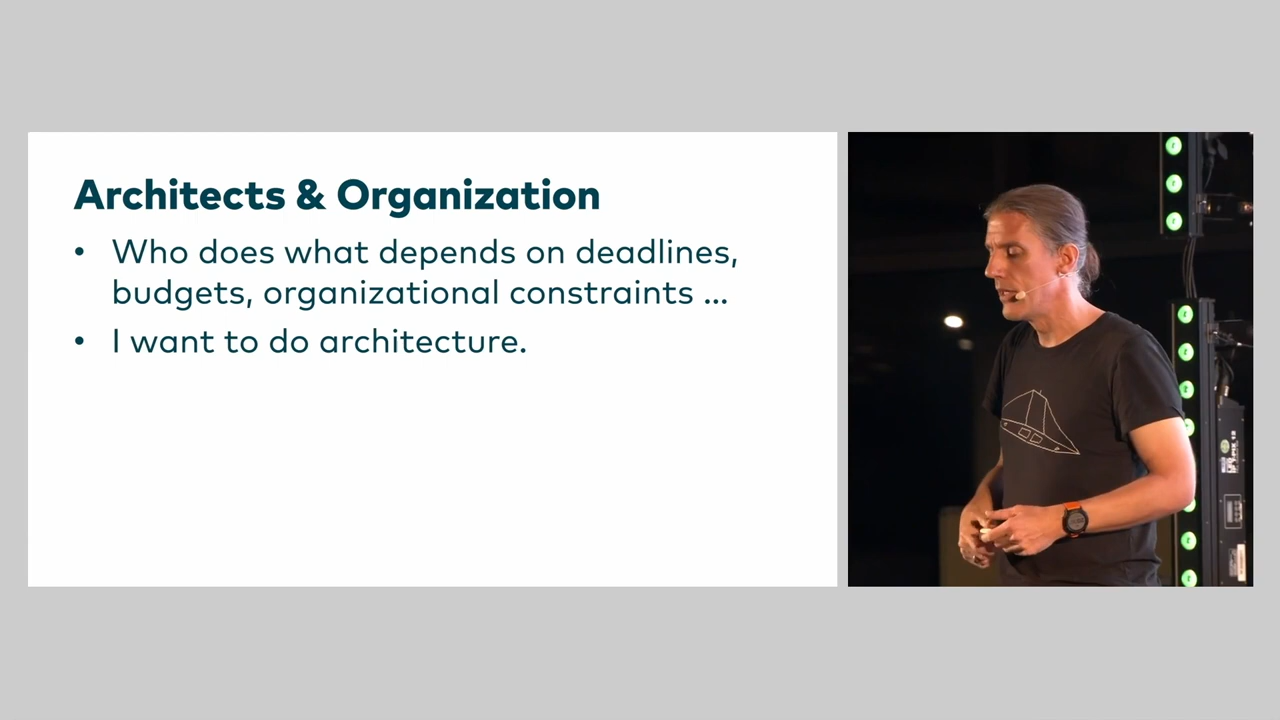 Architects & Organization
• Who does what depends on deadlines,
budgets, organizational constraints ...
• I want to do architecture.